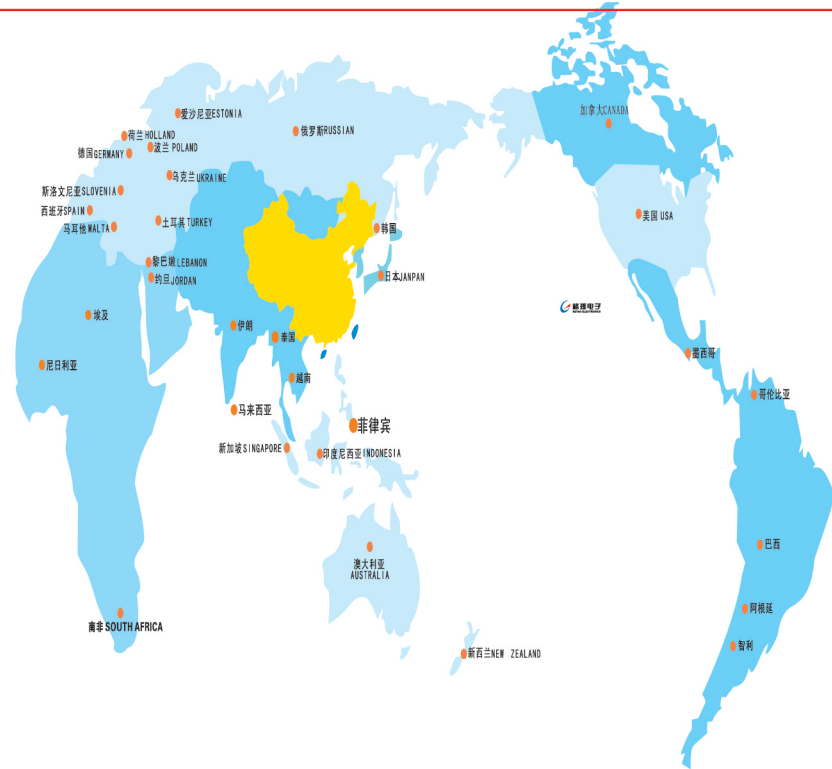 加拿大CANADA
爱沙尼亚ESTONIA
俄罗斯RUSSIAN
荷兰HOLLAND
波兰 POLAND
德国GERMANY
乌克兰UKRAINE
斯洛文尼亚SLOVENIA
西班牙SPAIN
美国 USA
土耳其TURKEY
马耳他MALTA
韩国
黎巴嫩LEBANON
约旦JORDAN
日本JANPAN
埃及
伊朗
泰国
墨西哥
尼日利亚
越南
哥伦比亚
马来西亚
菲律宾
新加坡SINGAPORE
印度尼西亚INDONESIA
巴西
澳大利亚
AUSTRALIA
阿根廷
南非SOUTH AFRICA
智利
新西兰NEW ZEALAND